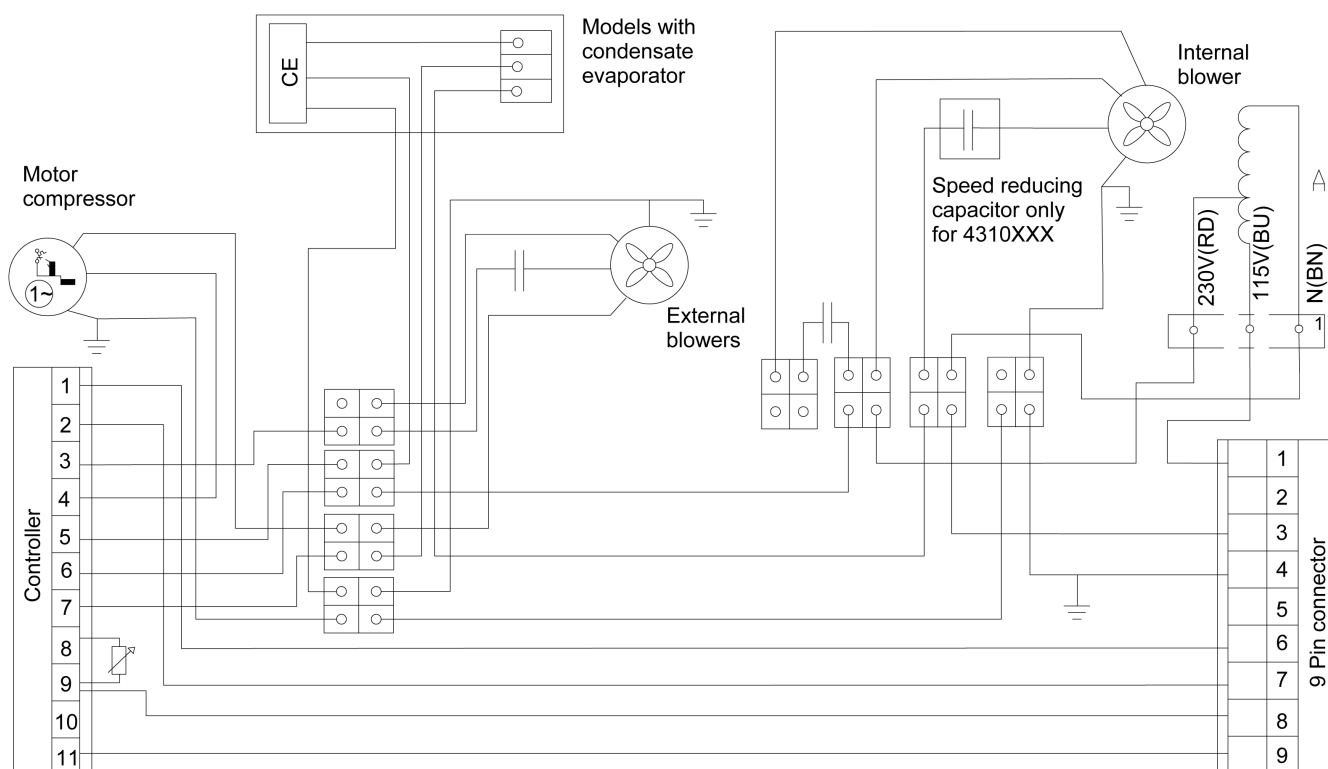 Models with
condensate
evaporator
CE
Internal
blower
Motor
compressor
Speed reducing
capacitor only
for 4310XXX
230V(RD)
115V(BU)
N(BN)
A
1
1~
External
blowers
Controller
1
2
3
4
5
6
7
8
9
10
11
1
2
3
4
5
6
7
8
9
9 Pin connector